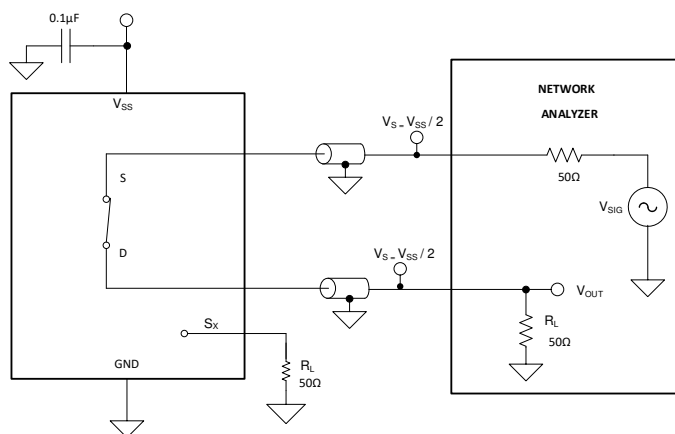 0.1µF
VSS
NETWORK
ANALYZER
VS = VSS / 2
50Ω
S
VSIG
D
VS = VSS / 2
VOUT
SX
RL
50Ω
GND
RL
50Ω